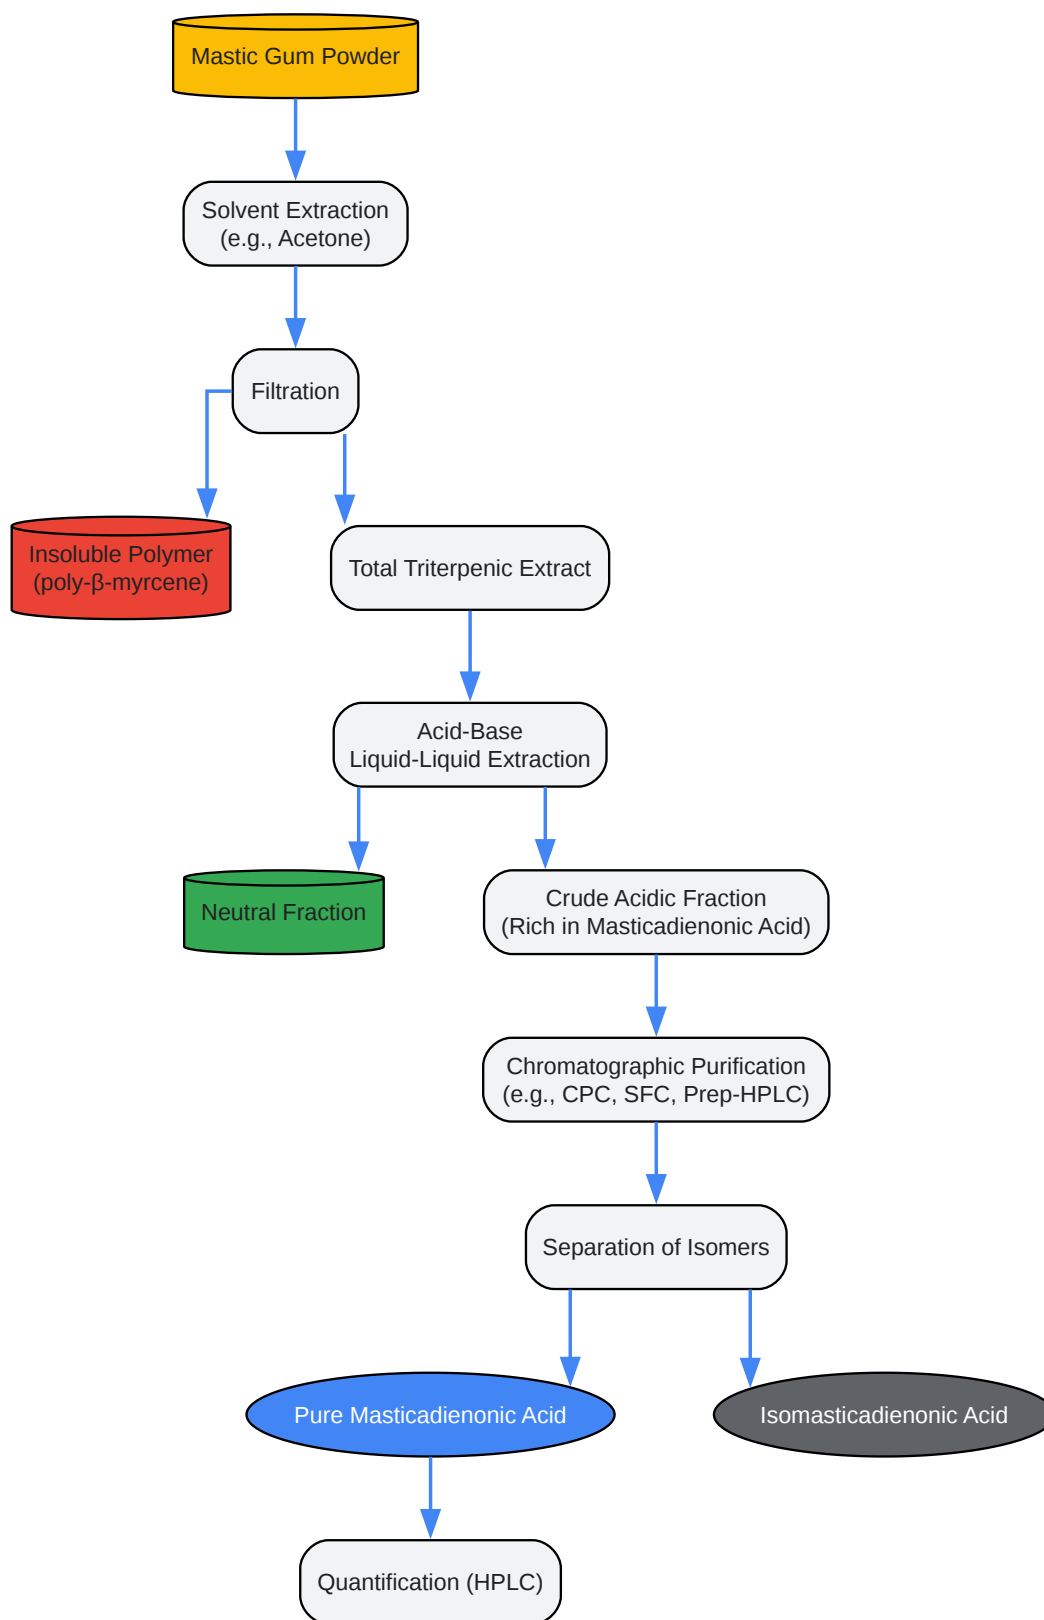 Mastic Gum Powder
Solvent Extraction
(e.g., Acetone)
Filtration
Insoluble Polymer
(poly-β-myrcene)
Total Triterpenic Extract
Acid-Base
Liquid-Liquid Extraction
Neutral Fraction
Crude Acidic Fraction
(Rich in Masticadienonic Acid)
Chromatographic Purification
(e.g., CPC, SFC, Prep-HPLC)
Separation of Isomers
Pure Masticadienonic Acid
Isomasticadienonic Acid
Quantification (HPLC)